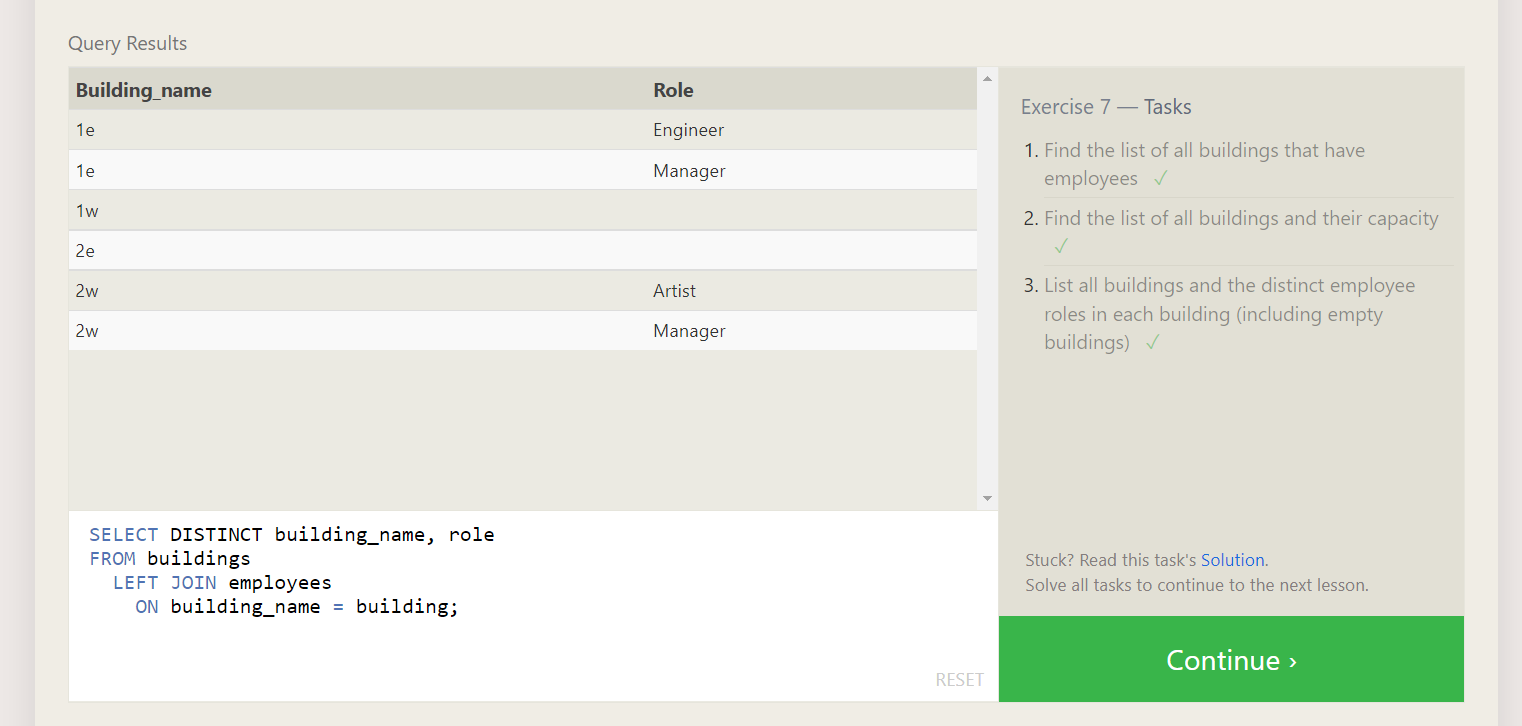 Query Results
Building_name Role
1e Engineer
1e Manager
1w
2e
2w Artist
2w Manager
SELECT DISTINCT building_name, role
FROM buildings
LEFT JOIN employees
ON building_name = building;
RESET
Exercise 7 — Tasks
1. Find the list of all buildings that have
employees ✓
2. Find the list of all buildings and their capacity
✓
3. List all buildings and the distinct employee
roles in each building (including empty
buildings) ✓
Stuck? Read this task's Solution.
Solve all tasks to continue to the next lesson.
Continue ›